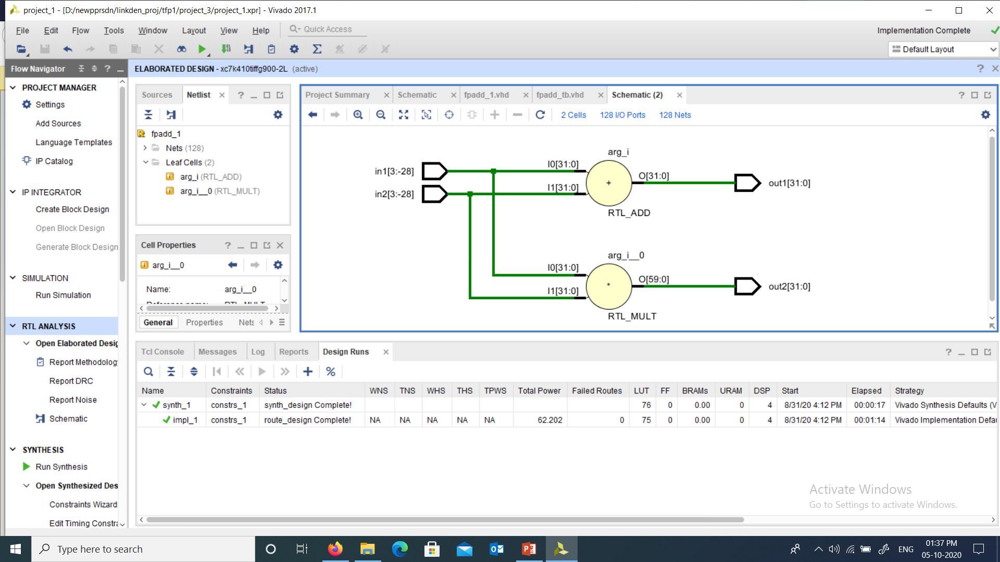 project_1 - [D:/newpprsdn/linkden_proj/tfp1/project_3/project_1.xpr] - Vivado 2017.1
File Edit Flow Tools Window Layout View Help Quick Access
Implementation Complete
Default Layout
Flow Navigator
ELABORATED DESIGN - xc7k410tiffg900-2L (active)
PROJECT MANAGER
Settings
Add Sources
Language Templates
IP Catalog
IP INTEGRATOR
Create Block Design
Open Block Design
Generate Block Design
SIMULATION
Run Simulation
RTL ANALYSIS
Open Elaborated Desig
Report Methodolog
Report DRC
Report Noise
Schematic
SYNTHESIS
Run Synthesis
Open Synthesized Des
Constraints Wizard
Edit Timing Constra
Sources Netlist
fpadd_1
Nets (128)
Leaf Cells (2)
arg_i (RTL_ADD)
arg_i__0 (RTL_MULT)
Cell Properties
arg_i__0
Name: arg_i__0
General Properties Nets
Project Summary Schematic fpadd_1.vhd fpadd_tb.vhd Schematic (2)
2 Cells 128 I/O Ports 128 Nets
arg_i
in1[3:-28] I0[31:0]
O[31:0]
+ out1[31:0]
in2[3:-28] I1[31:0]
RTL_ADD
arg_i__0
I0[31:0]
O[59:0]
* out2[31:0]
I1[31:0]
RTL_MULT
Tcl Console Messages Log Reports Design Runs
Name Constraints Status WNS TNS WHS THS TPWS Total Power Failed Routes LUT FF BRAMs URAM DSP Start Elapsed Strategy
synth_1 constrs_1 synth_design Complete! 76 0 0.00 0 4 8/31/20 4:12 PM 00:00:17 Vivado Synthesis Defaults (V
impl_1 constrs_1 route_design Complete! NA NA NA NA NA 62.202 0 75 0 0.00 0 4 8/31/20 4:12 PM 00:01:14 Vivado Implementation Defau
Activate Windows
Go to Settings to activate Windows.
Type here to search
ENG
01:37 PM
05-10-2020